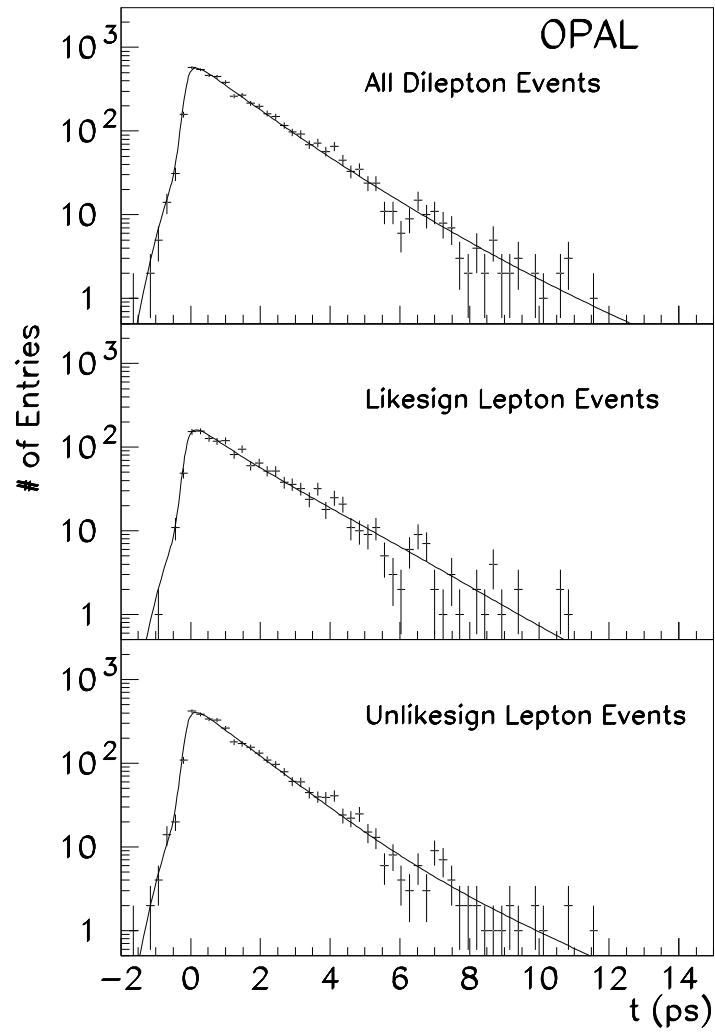 OPAL
All Dilepton Events
10^3
10^2
10
1
Likesign Lepton Events
10^3
10^2
10
1
Unlikesign Lepton Events
10^3
10^2
10
1
# of Entries
−2 0 2 4 6 8 10 12 14
t (ps)